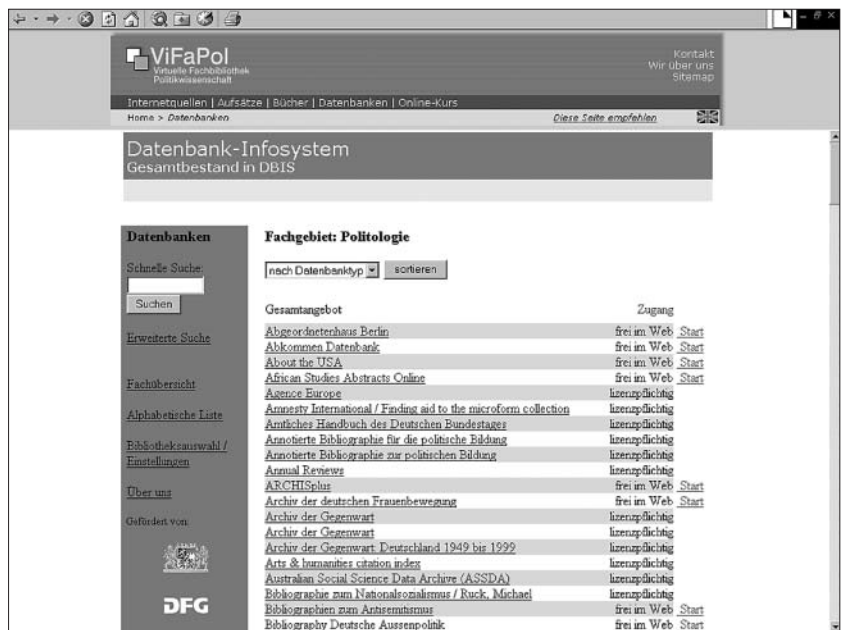 ViFaPol
Virtuelle Fachbibliothek
Politikwissenschaft
Kontakt
Wir über uns
Sitemap
Internetquellen | Aufsätze | Bücher | Datenbanken | Online-Kurs
Home > Datenbanken
Diese Seite empfehlen
Datenbank-Infosystem
Gesamtbestand in DBIS
Datenbanken
Schnelle Suche:
Suchen
Erweiterte Suche
Fachübersicht
Alphabetische Liste
Bibliotheksauswahl /
Einstellungen
Über uns
Gefördert von:
DFG
Fachgebiet: Politologie
nach Datenbanktyp sortieren
Gesamtangebot Zugang
Abgeordnetenhaus Berlin frei im Web Start
Abkommen Datenbank frei im Web Start
About the USA frei im Web Start
African Studies Abstracts Online frei im Web Start
Agence Europe lizenzpflichtig
Amnesty International / Finding aid to the microform collection lizenzpflichtig
Amtliches Handbuch des Deutschen Bundestages lizenzpflichtig
Annotierte Bibliographie für die politische Bildung lizenzpflichtig
Annotierte Bibliographie zur politischen Bildung lizenzpflichtig
Annual Reviews lizenzpflichtig
ARCHISplus frei im Web Start
Archiv der deutschen Frauenbewegung frei im Web Start
Archiv der Gegenwart lizenzpflichtig
Archiv der Gegenwart lizenzpflichtig
Archiv der Gegenwart: Deutschland 1949 bis 1999 lizenzpflichtig
Arts & humanities citation index lizenzpflichtig
Australian Social Science Data Archive (ASSDA) lizenzpflichtig
Bibliographie zum Nationalsozialismus / Ruck, Michael lizenzpflichtig
Bibliographien zum Antisemitismus frei im Web Start
Bibliography Deutsche Aussenpolitik frei im Web Start